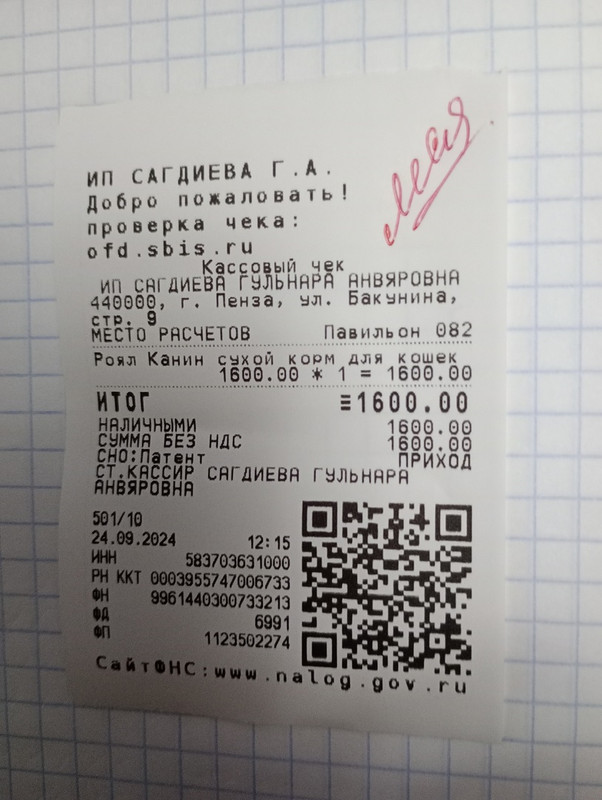 ИП САГДИЕВА Г.А.
Добро пожаловать!
проверка чека:
ofd.sbis.ru
Кассовый чек
ИП САГДИЕВА ГУЛЬНАРА АНВЯРОВНА
440000, г. Пенза, ул. Бакунина,
стр. 9
МЕСТО РАСЧЕТОВ Павильон 082
Роял Канин сухой корм для кошек
1600.00 * 1 = 1600.00
ИТОГ ≡1600.00
НАЛИЧНЫМИ 1600.00
СУММА БЕЗ НДС 1600.00
СНО:Патент ПРИХОД
СТ.КАССИР САГДИЕВА ГУЛЬНАРА
АНВЯРОВНА
501/10
24.09.2024 12:15
ИНН 583703631000
РН ККТ 0003955747006733
ФН 9961440300733213
ФД 6991
ФП 1123502274
СайтФНС:www.nalog.gov.ru